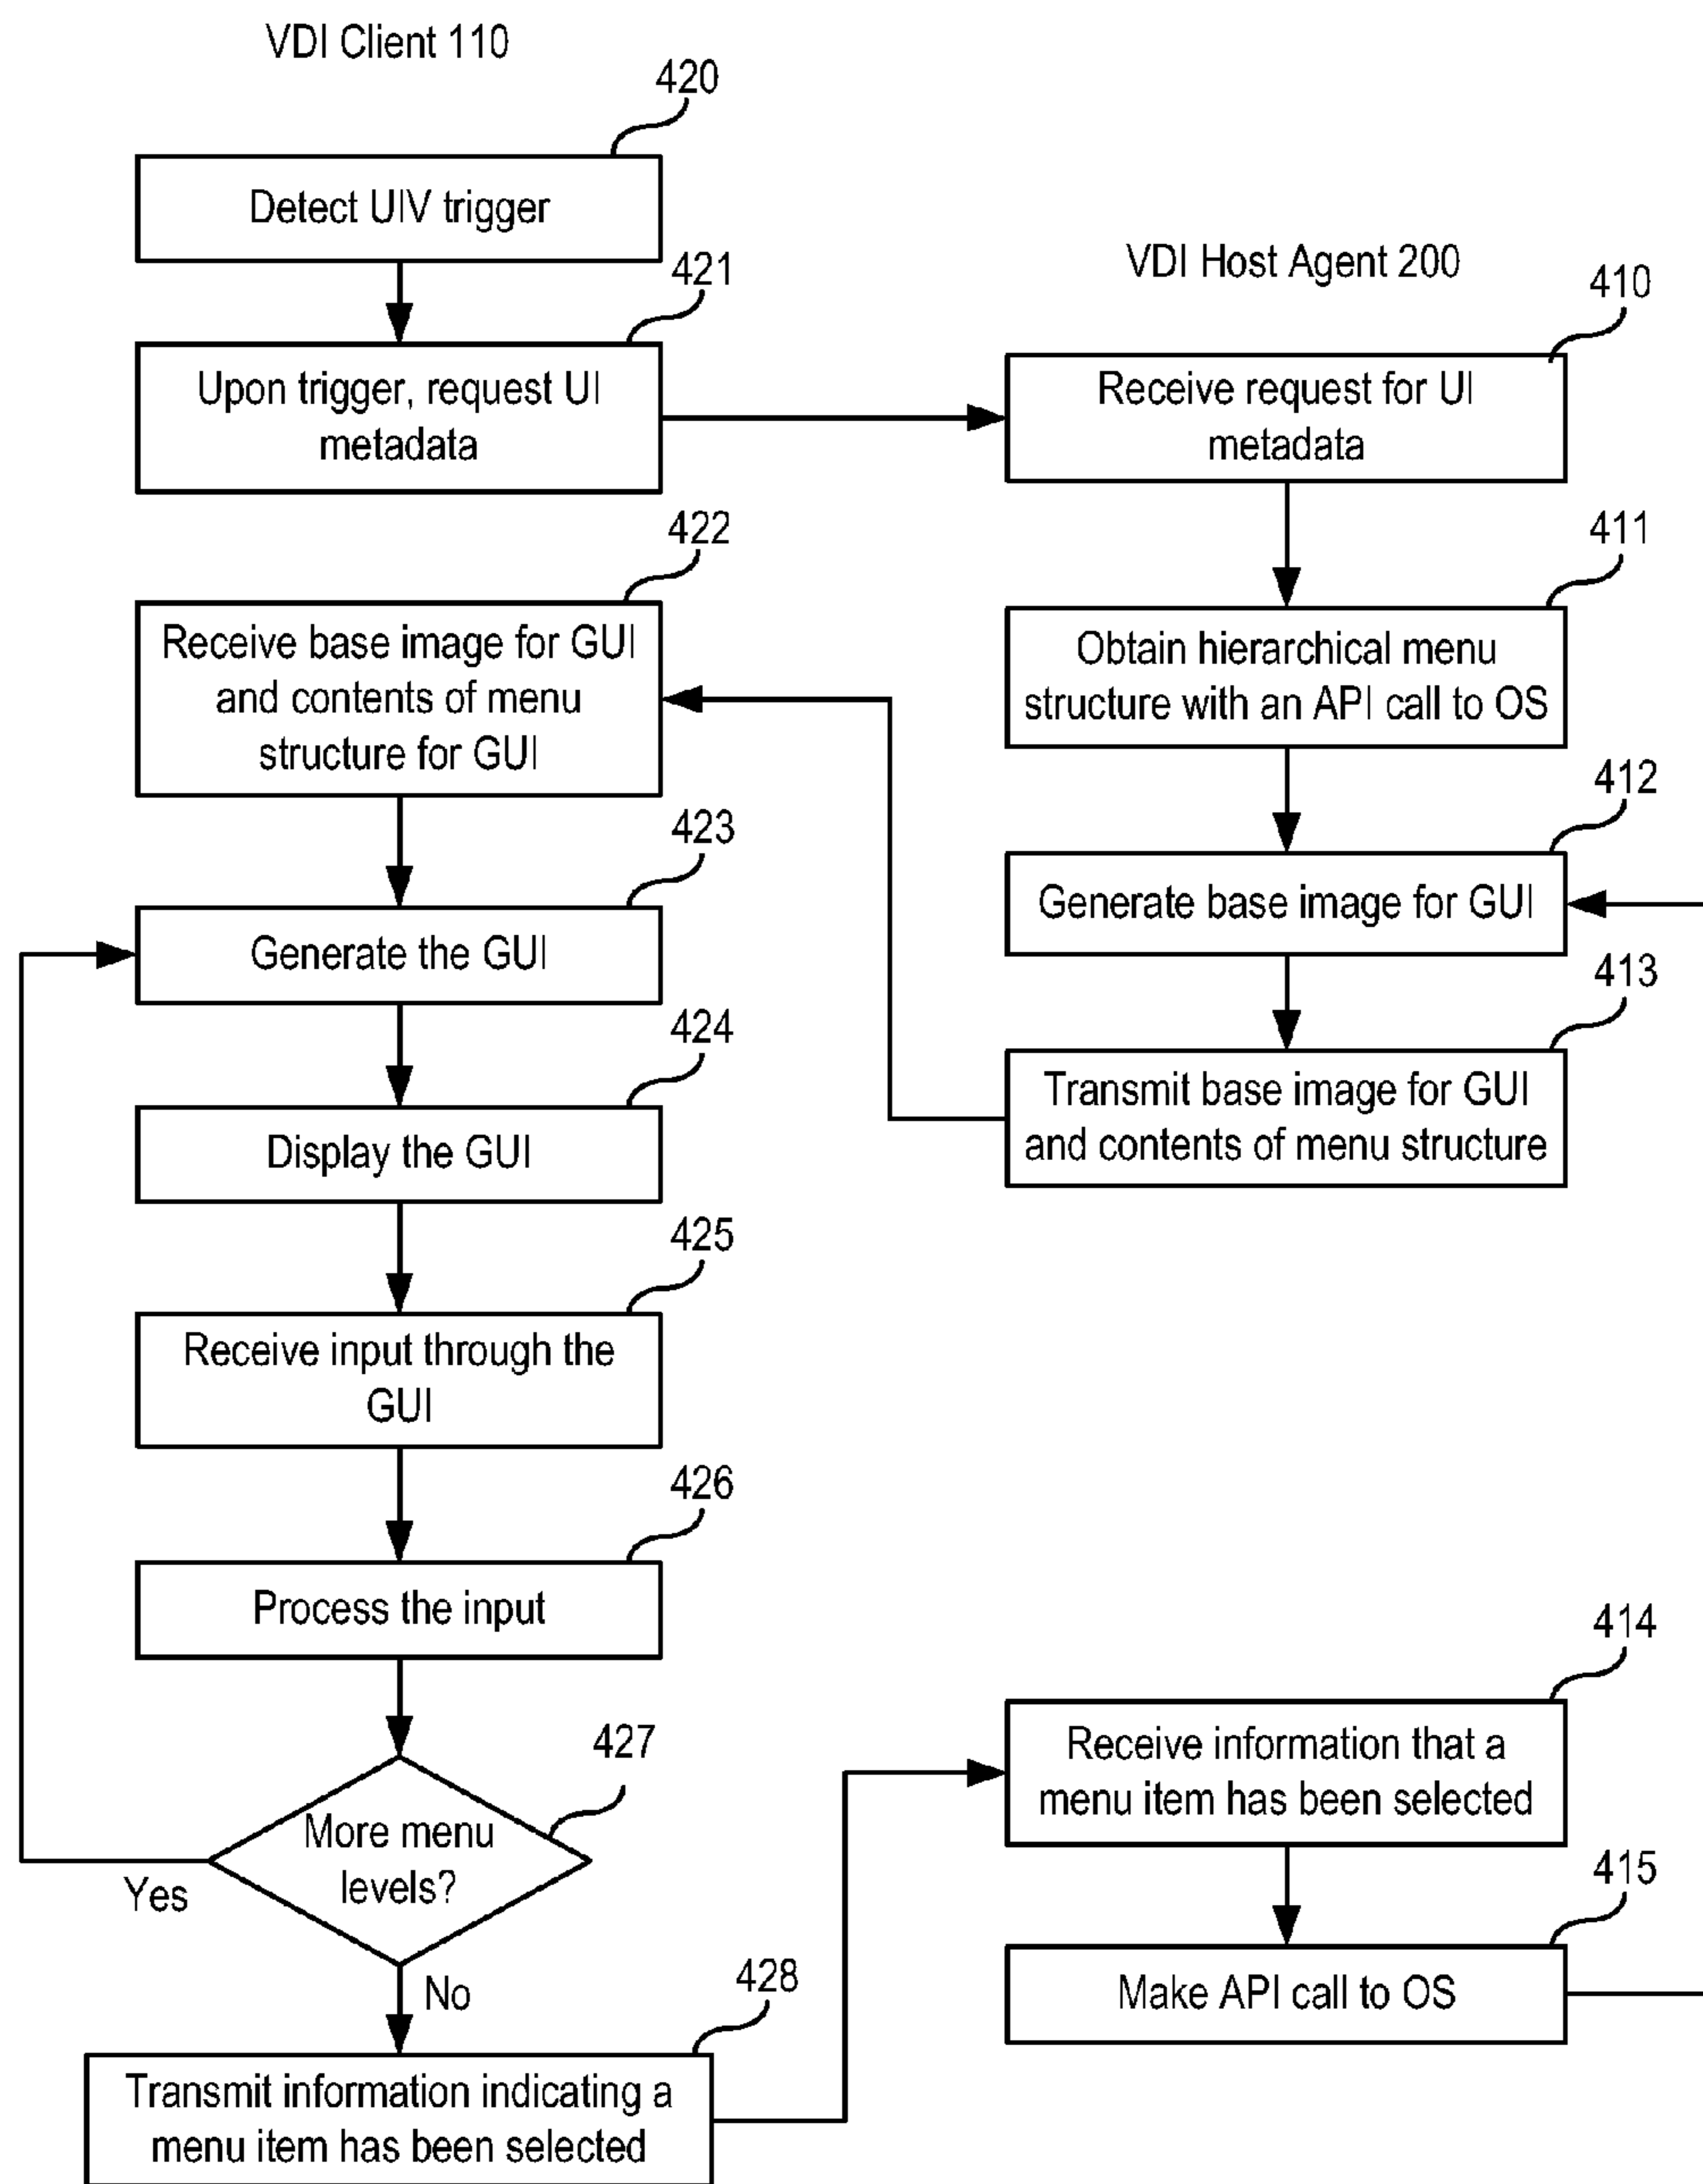 VDI Client 110
420
Detect UIV trigger
421
Upon trigger, request UI
metadata
VDI Host Agent 200
410
Receive request for UI
metadata
411
Obtain hierarchical menu
structure with an API call to OS
412
Generate base image for GUI
413
Transmit base image for GUI
and contents of menu structure
422
Receive base image for GUI
and contents of menu
structure for GUI
423
Generate the GUI
424
Display the GUI
425
Receive input through the
GUI
426
Process the input
427
More menu
levels?
Yes
No
428
Transmit information indicating a
menu item has been selected
414
Receive information that a
menu item has been selected
415
Make API call to OS